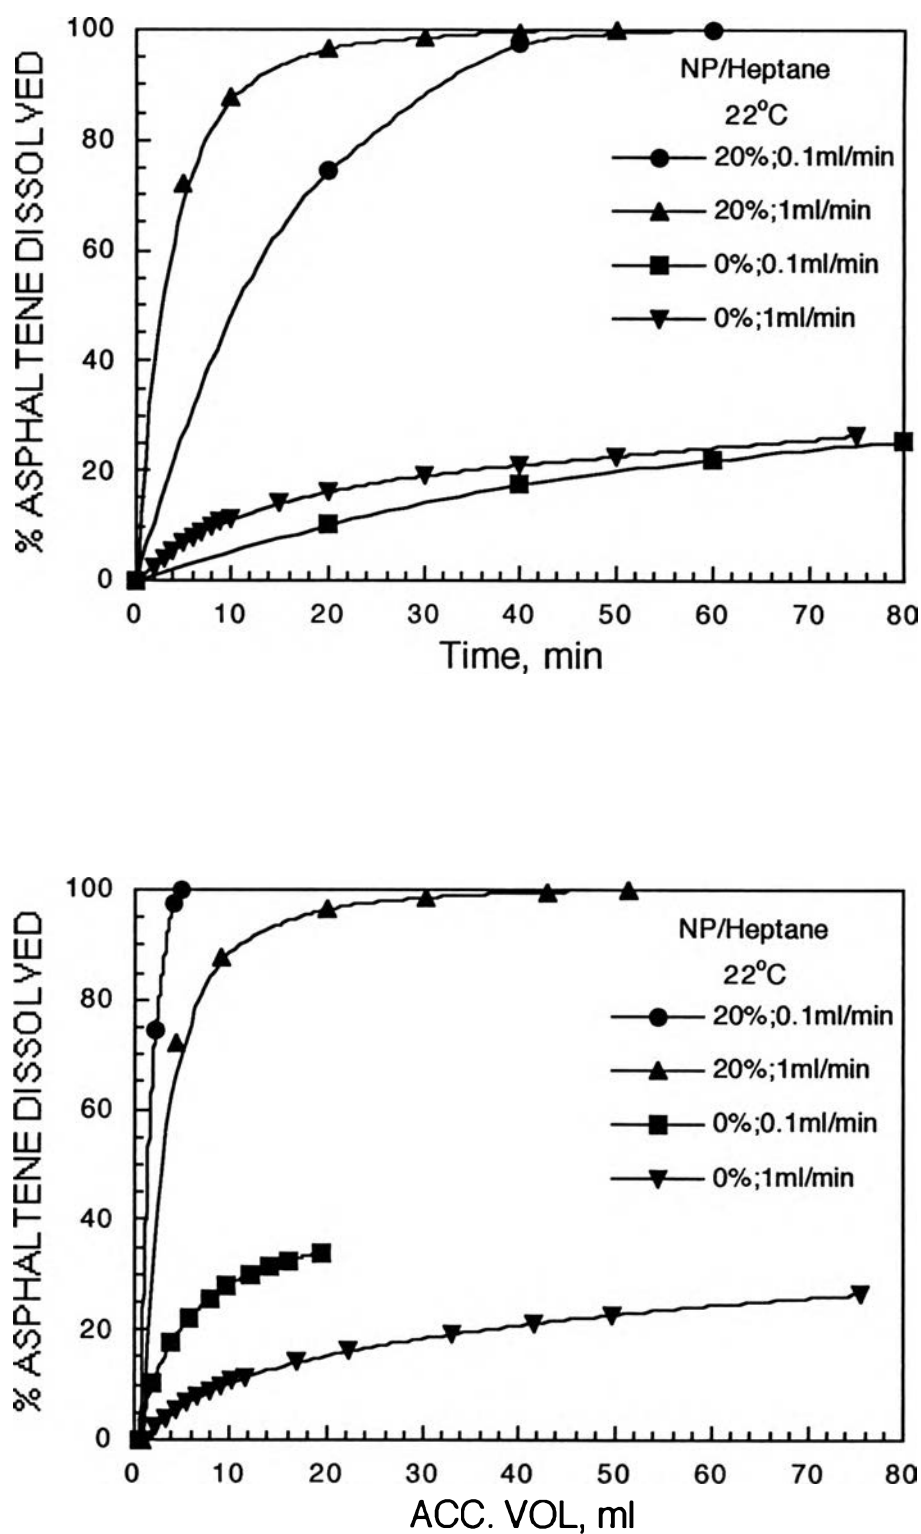 % ASPHALTENE DISSOLVED
100
80
60
40
20
0
NP/Heptane
22°C
20%;0.1ml/min
20%;1ml/min
0%;0.1ml/min
0%;1ml/min
0 10 20 30 40 50 60 70 80
Time, min
% ASPHALTENE DISSOLVED
100
80
60
40
20
0
NP/Heptane
22°C
20%;0.1ml/min
20%;1ml/min
0%;0.1ml/min
0%;1ml/min
0 10 20 30 40 50 60 70 80
ACC. VOL, ml